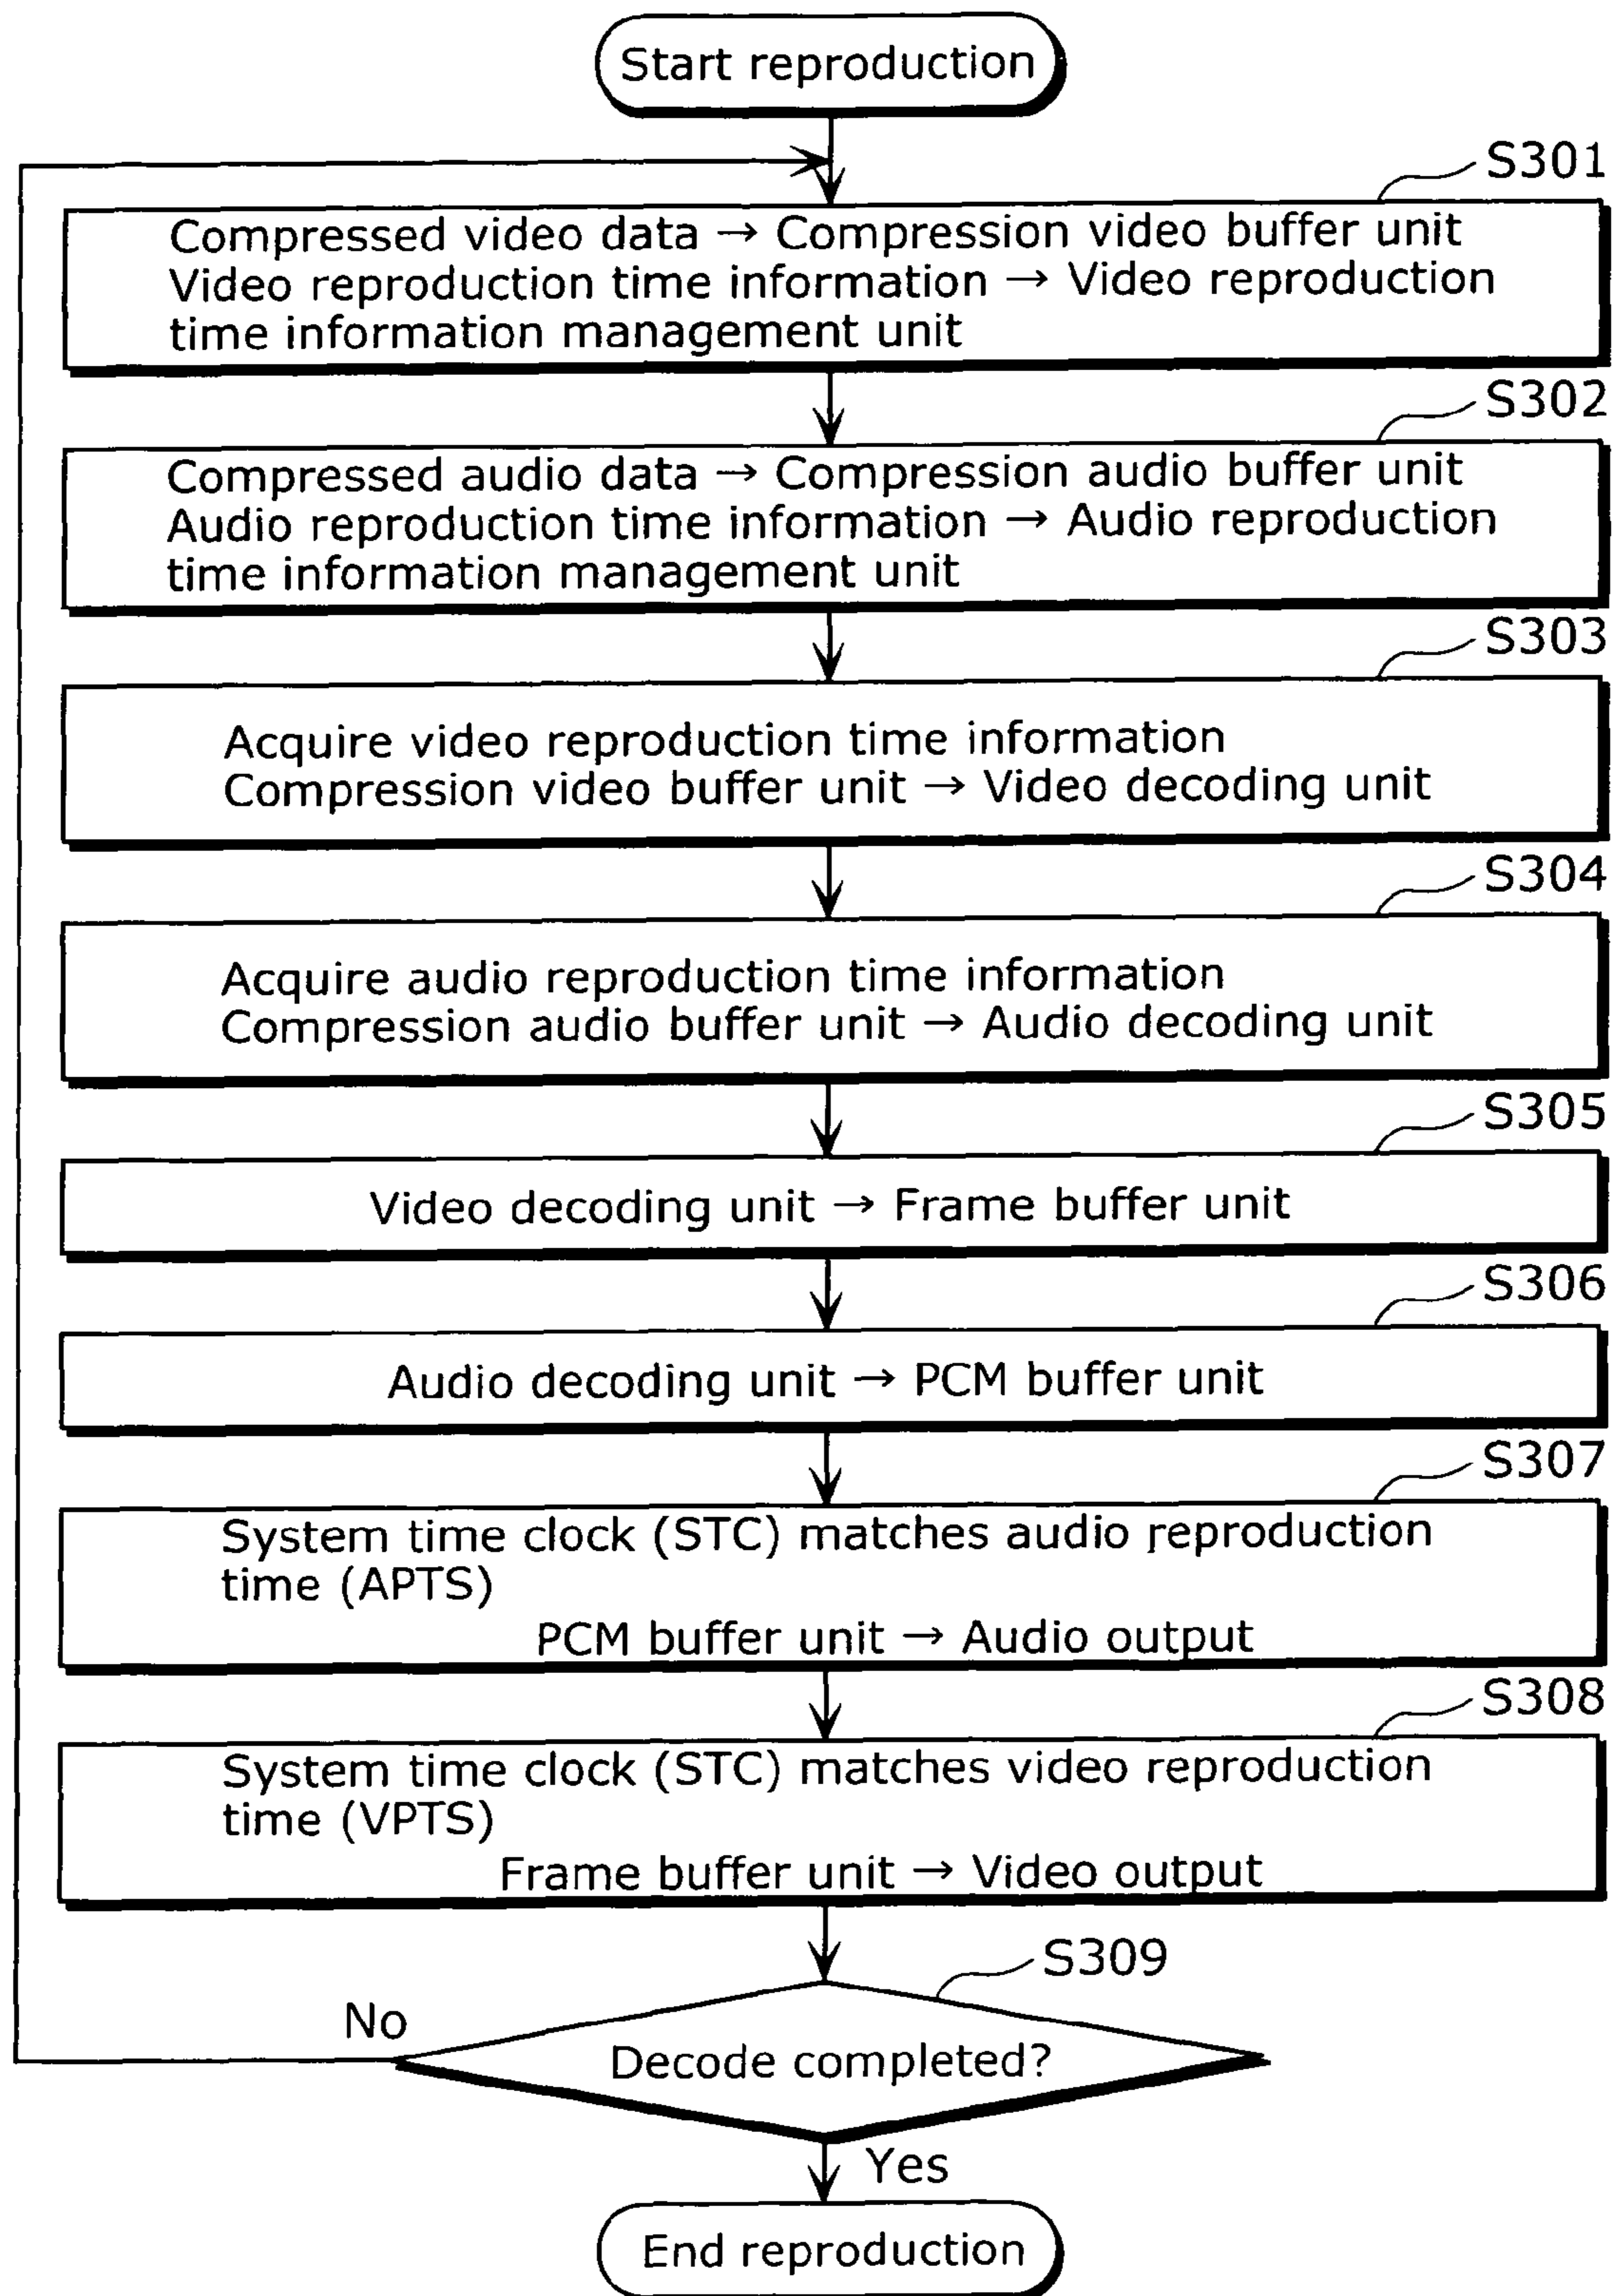 Start reproduction
S301
Compressed video data → Compression video buffer unit
Video reproduction time information → Video reproduction
time information management unit
S302
Compressed audio data → Compression audio buffer unit
Audio reproduction time information → Audio reproduction
time information management unit
S303
Acquire video reproduction time information
Compression video buffer unit → Video decoding unit
S304
Acquire audio reproduction time information
Compression audio buffer unit → Audio decoding unit
S305
Video decoding unit → Frame buffer unit
S306
Audio decoding unit → PCM buffer unit
S307
System time clock (STC) matches audio reproduction
time (APTS)
PCM buffer unit → Audio output
S308
System time clock (STC) matches video reproduction
time (VPTS)
Frame buffer unit → Video output
S309
No
Decode completed?
Yes
End reproduction